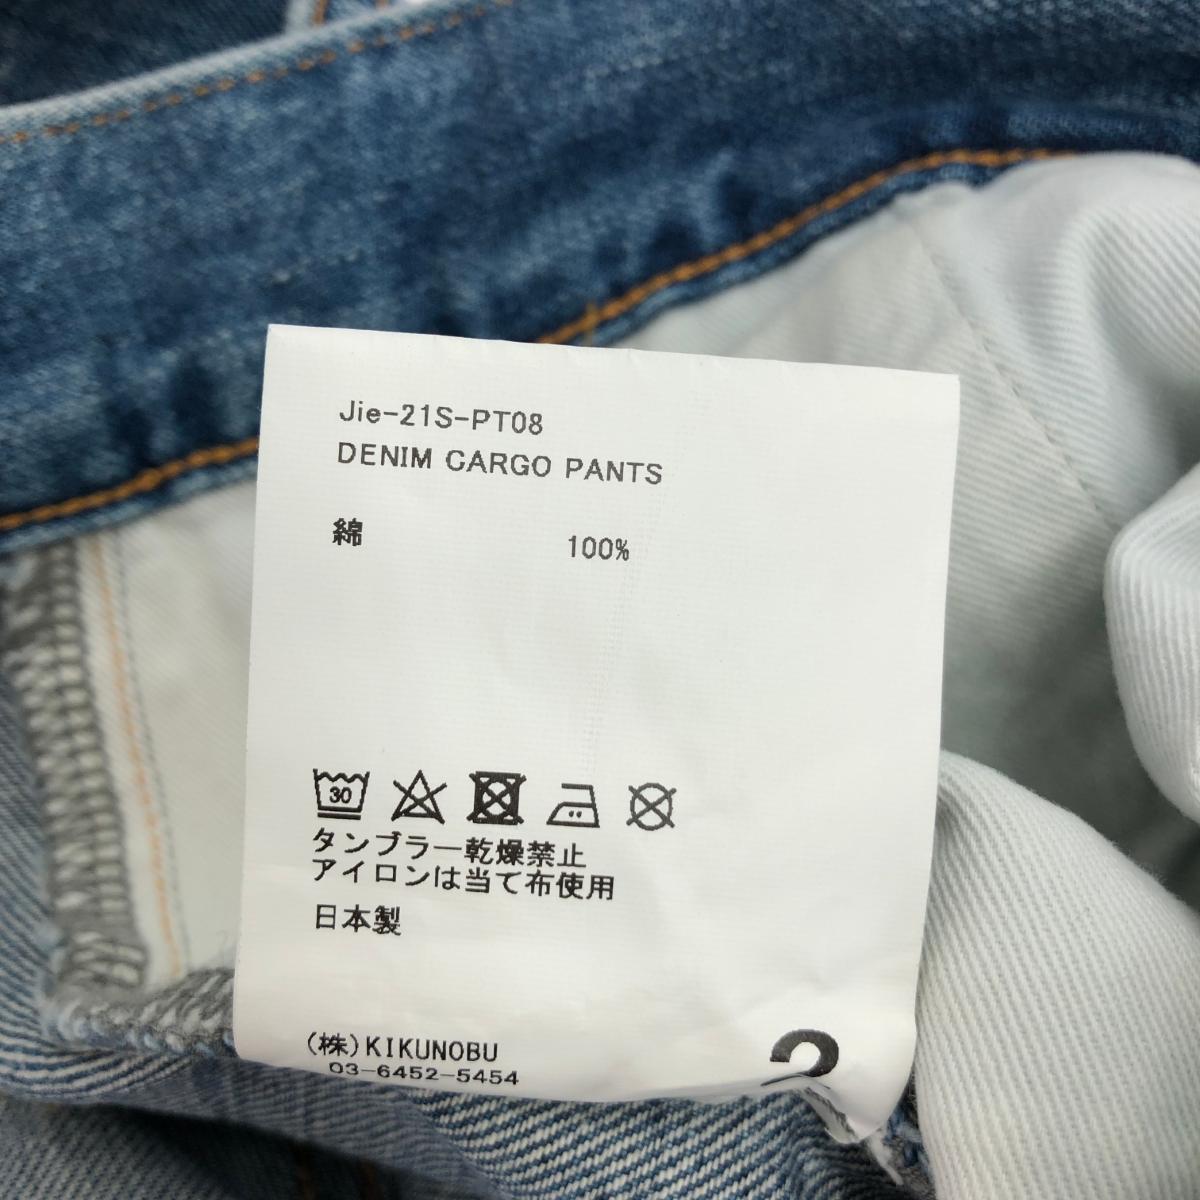 Jie-21S-PT08
DENIM CARGO PANTS
綿 100%
30
タンブラー乾燥禁止
アイロンは当て布使用
日本製
(株)KIKUNOBU
03-6452-5454
2